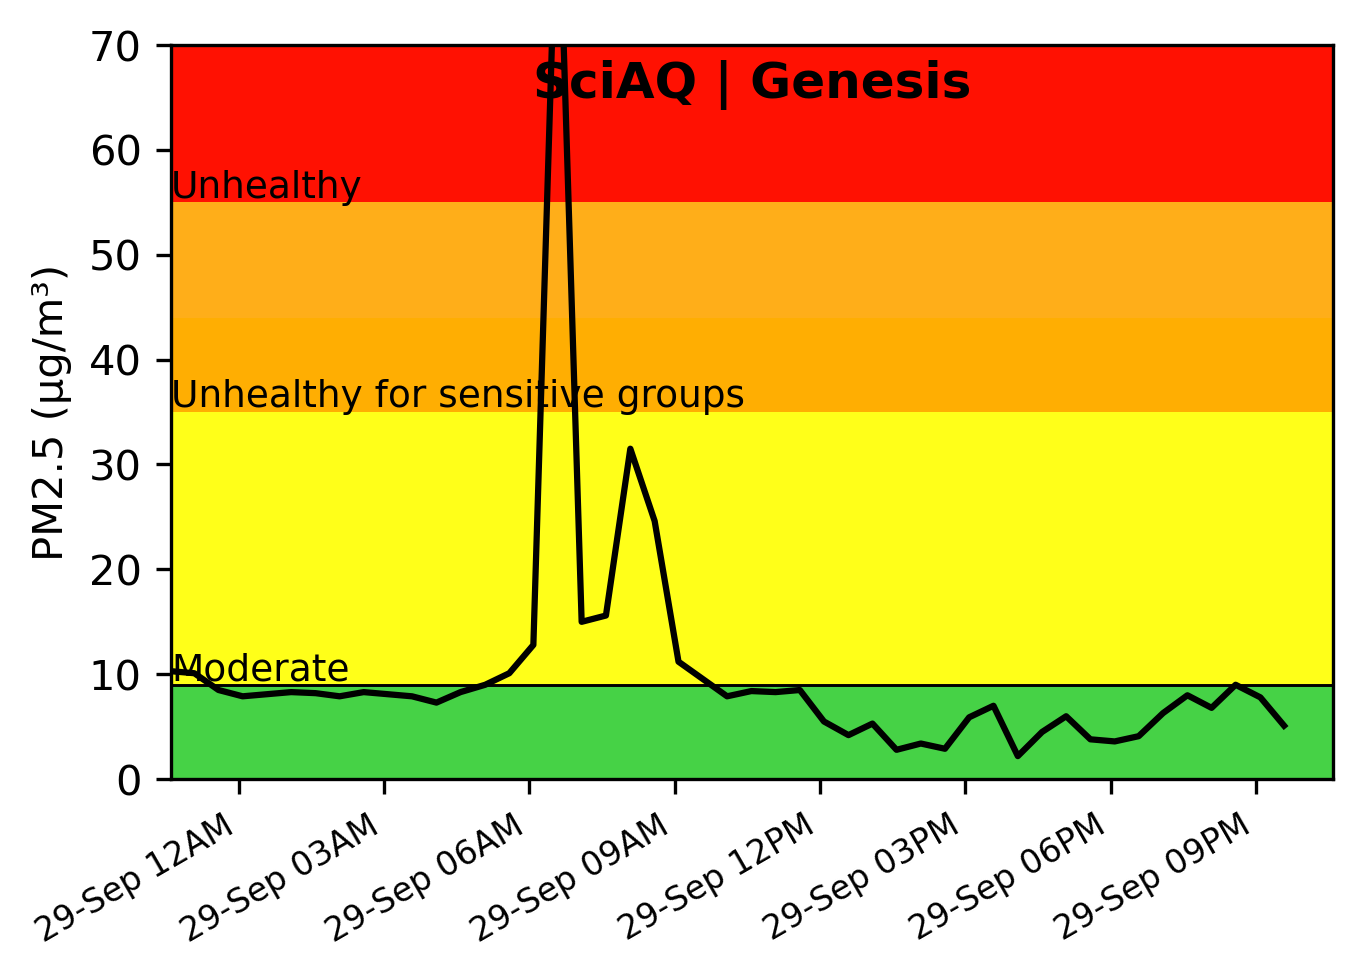 SciAQ | Genesis
PM2.5 (µg/m³)
70
60
Unhealthy
50
40
Unhealthy for sensitive groups
30
20
10
Moderate
0
29-Sep 12AM
29-Sep 03AM
29-Sep 06AM
29-Sep 09AM
29-Sep 12PM
29-Sep 03PM
29-Sep 06PM
29-Sep 09PM